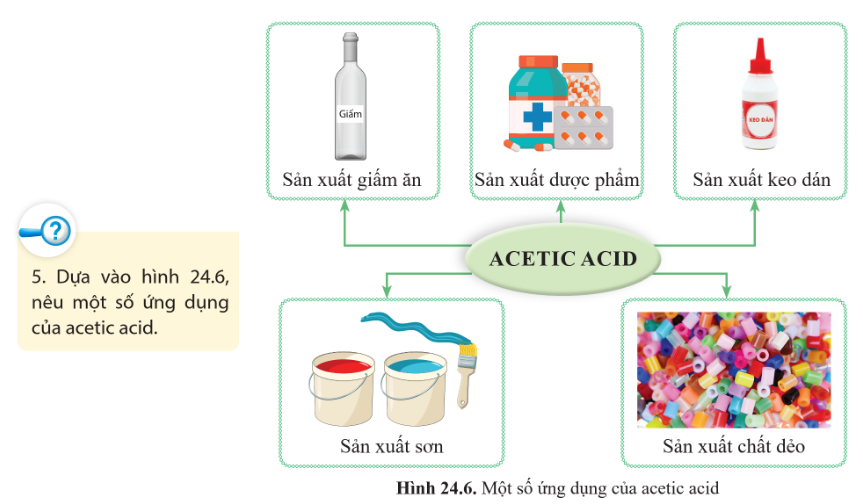 Giấm
KEO DÁN
Sản xuất giấm ăn
Sản xuất dược phẩm
Sản xuất keo dán
ACETIC ACID
?
5. Dựa vào hình 24.6,
nêu một số ứng dụng
của acetic acid.
Sản xuất sơn
Sản xuất chất dẻo
Hình 24.6. Một số ứng dụng của acetic acid